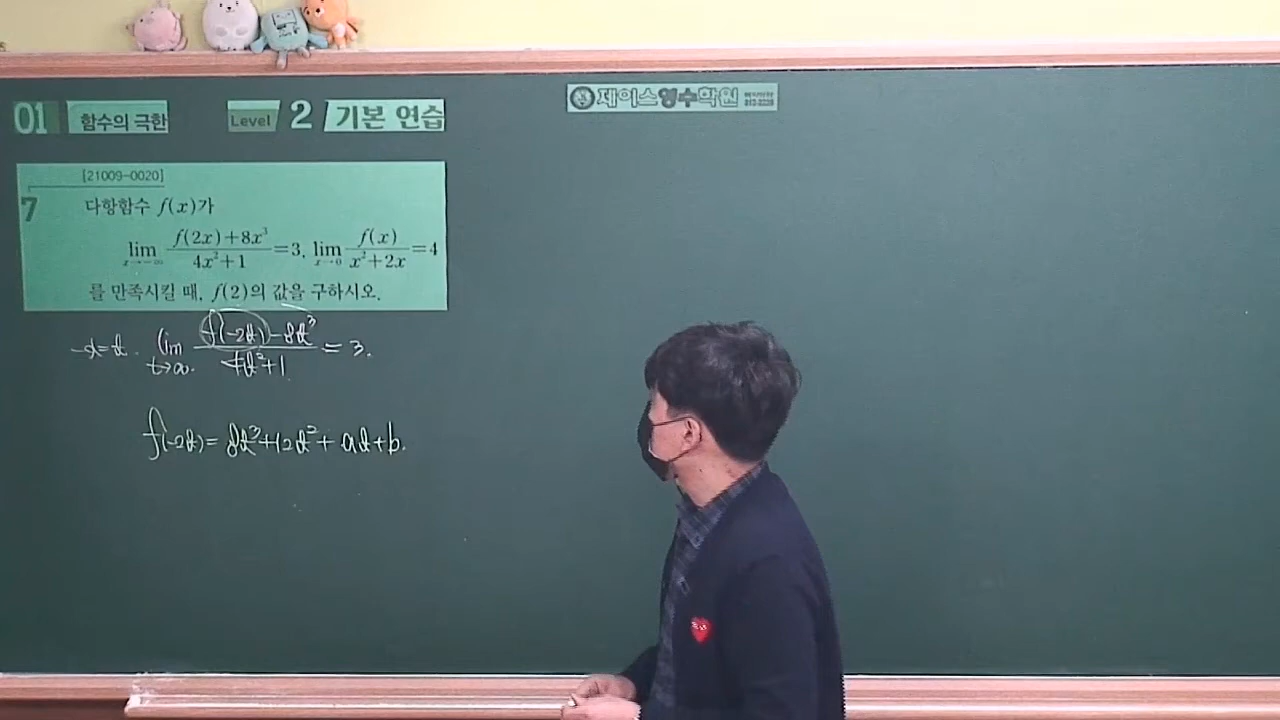 01 함수의 극한 Level 2 기본 연습
제이스영수학원
[21009-0020]
7 다항함수 f(x)가
lim x→-∞ f(2x)+8x³ / 4x²+1 =3, lim x→0 f(x) / x²+2x =4
를 만족시킬 때, f(2)의 값을 구하시오.
-x=t. lim t→∞. f(-2t)-8t³ / 4t²+1 = 3.
f(-2t)= 8t³+12t²+ at+b.